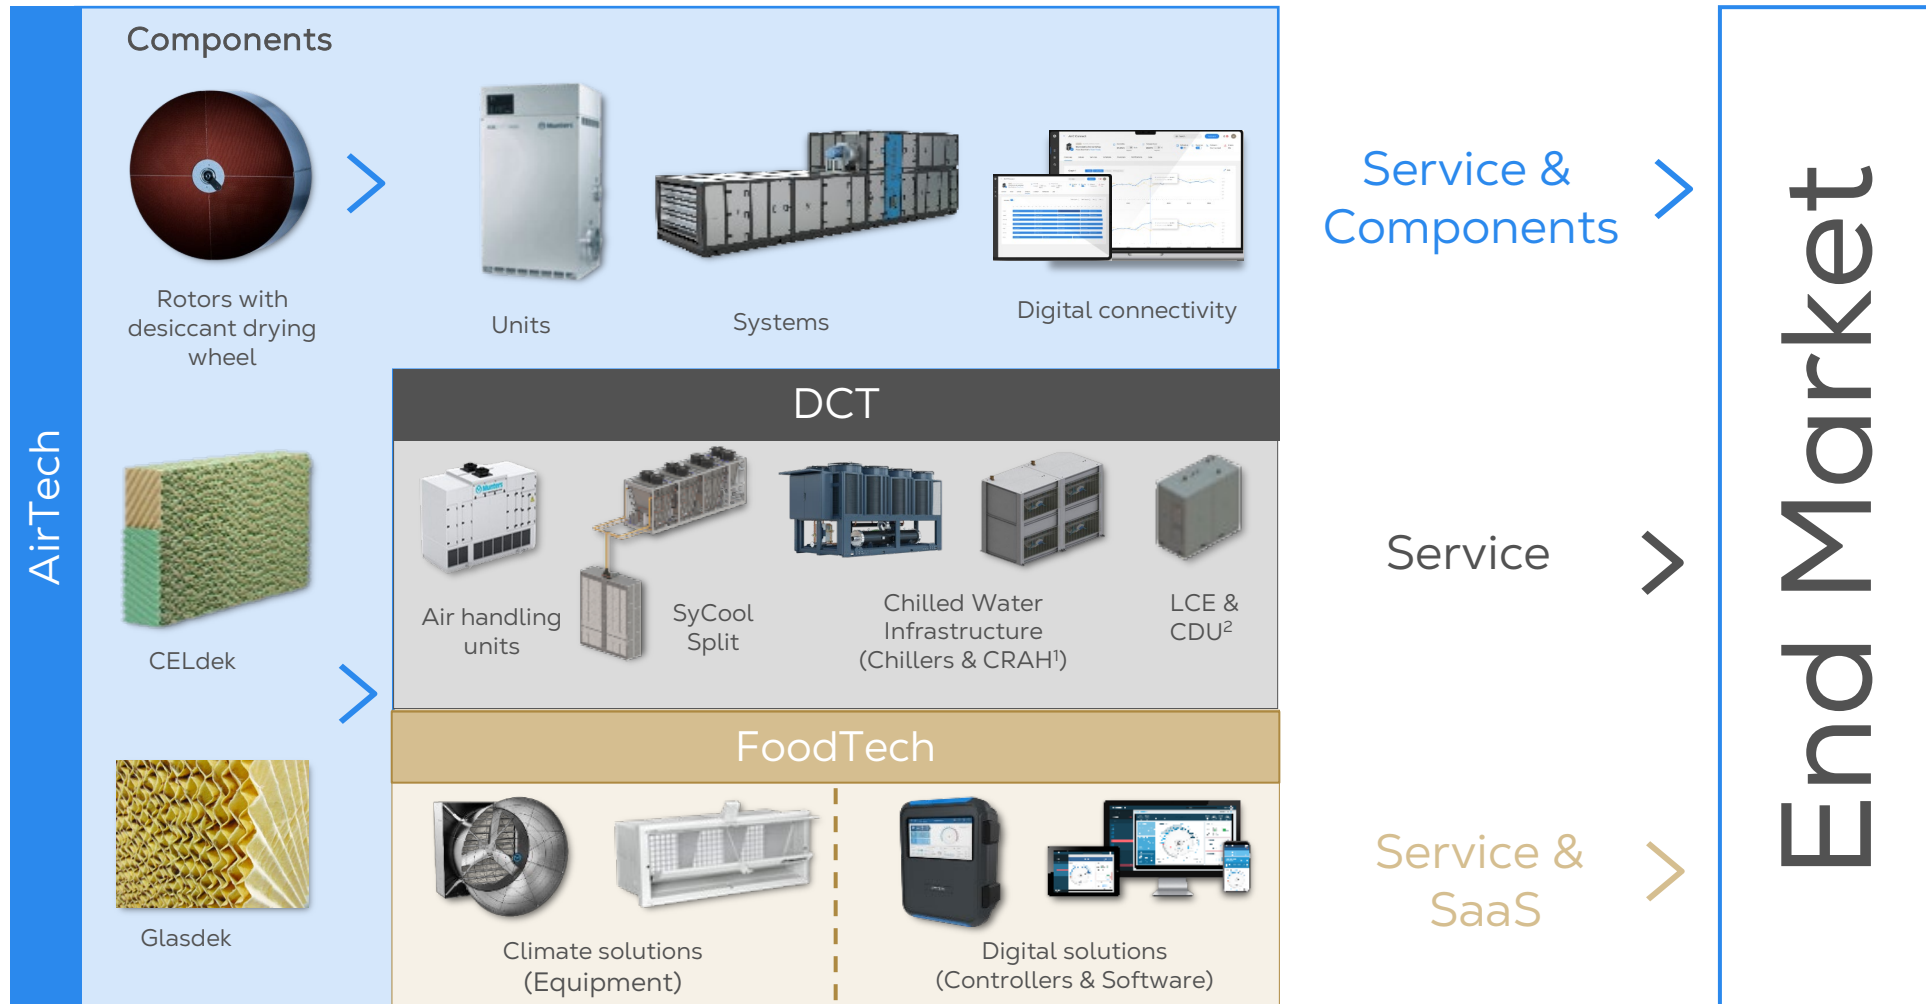 AirTech
Components
Rotors with
desiccant drying
wheel
Units
Munters
Systems
Digital connectivity
Service &
Components
CELdek
Glasdek
DCT
Munters
Air handling
units
SyCool
Split
Chilled Water
Infrastructure
(Chillers & CRAH¹)
LCE &
CDU²
Service
FoodTech
Climate solutions
(Equipment)
Digital solutions
(Controllers & Software)
Service &
SaaS
End Market